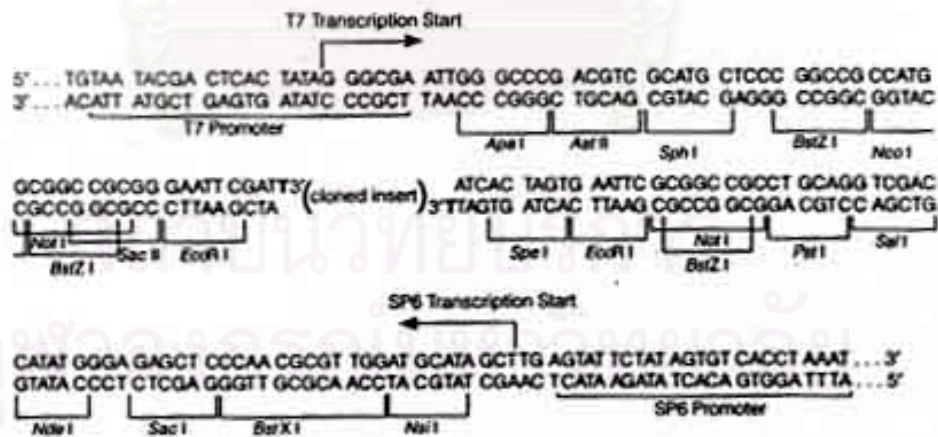 T7 Transcription Start
5'...TGTAA TACGA CTCACT TATAG GGCGA ATTGG GCCCG ACGTC GCATG CTCCC GGCCG CCATG
3'...ACATT ATGCT GAGTG ATATC CCGCT TAACC CGGGC TGCAG CGTAC GAGGG CCGGC GGTAC
T7 Promoter
Apa I Aat II Sph I BstZ I Nco I
GCGGC CGCGG GAATT CGATT3' (cloned insert) ATCAC TAGTG AATTC GCGGC CGCCT GCAGG TCGAC
CGCCG GCGCC CTTAA GCTA 3'TTAGTG ATCAC TTAAG CGCCG GCGGA CGTCC AGCTG
Not I BstZ I Sac II EcoR I Spe I EcoR I Not I BstZ I Pst I Sal I
SP6 Transcription Start
CATAT GGGA GAGCT CCCAA CGCGT TGGAT GCATA GCTTG AGTAT TCTAT AGTGT CACCT AAAT...3'
GTATA CCCT CTCGA GGGTT GCGCA ACCTA CGTAT CGAAC TCATA AGATA TCACA GTGGA TTTA...5'
Nde I Sac I BstX I Nsi I
SP6 Promoter